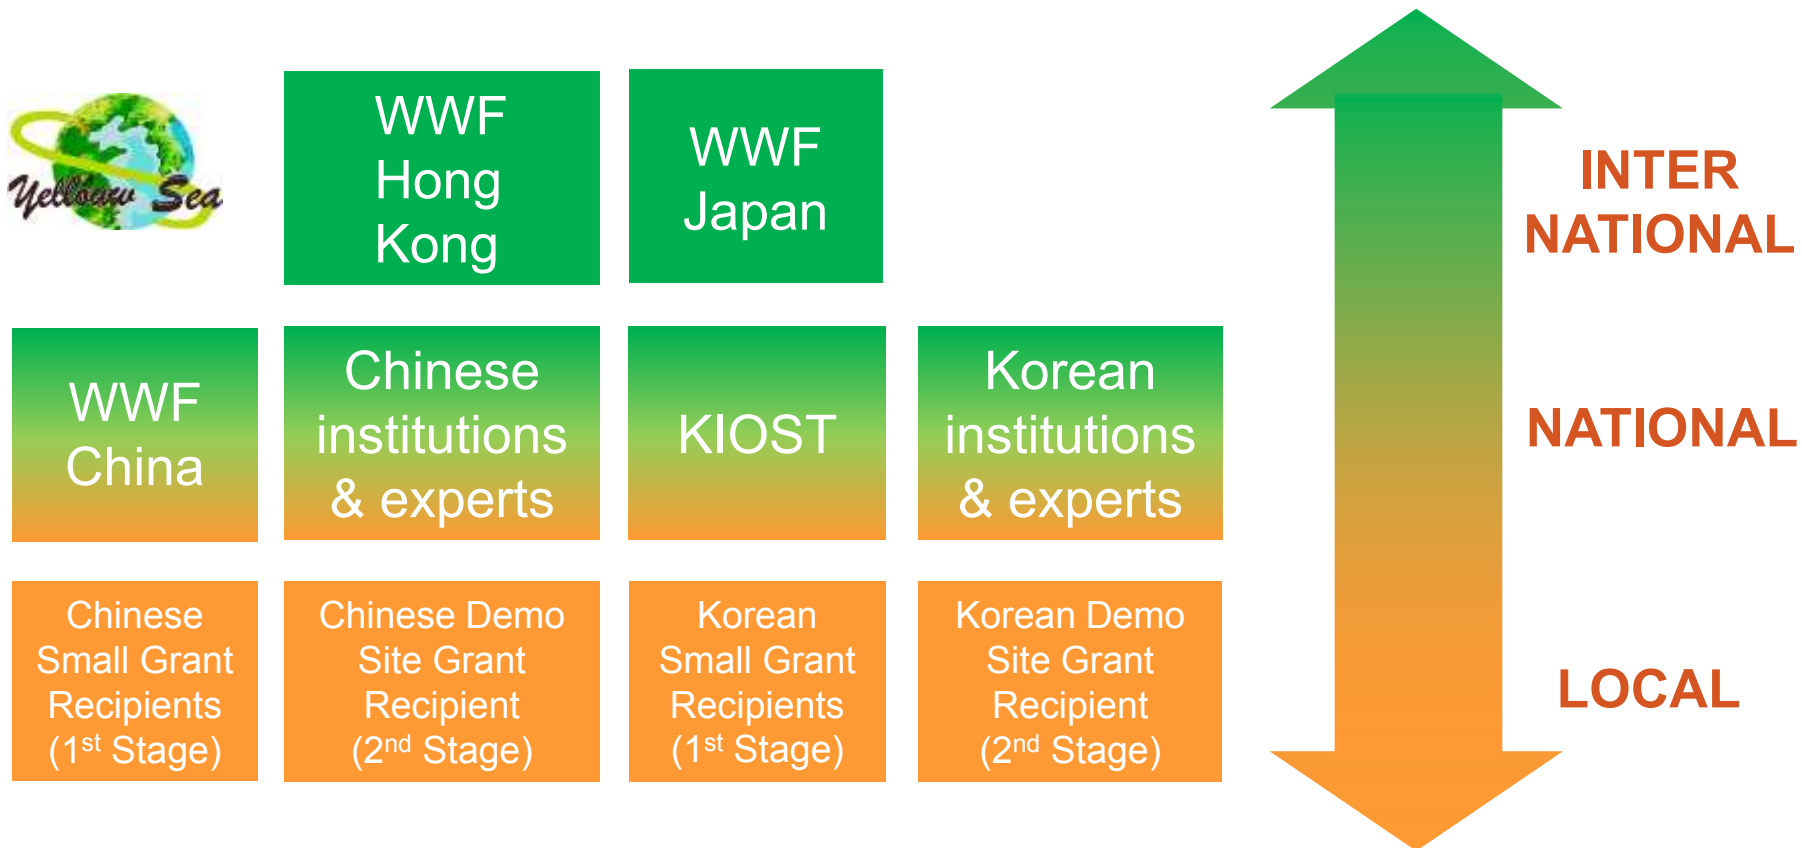 Yellow Sea
WWF
Hong
Kong
WWF
Japan
INTER
NATIONAL
WWF
China
Chinese
institutions
& experts
KIOST
Korean
institutions
& experts
NATIONAL
Chinese
Small Grant
Recipients
(1st Stage)
Chinese Demo
Site Grant
Recipient
(2nd Stage)
Korean
Small Grant
Recipients
(1st Stage)
Korean Demo
Site Grant
Recipient
(2nd Stage)
LOCAL